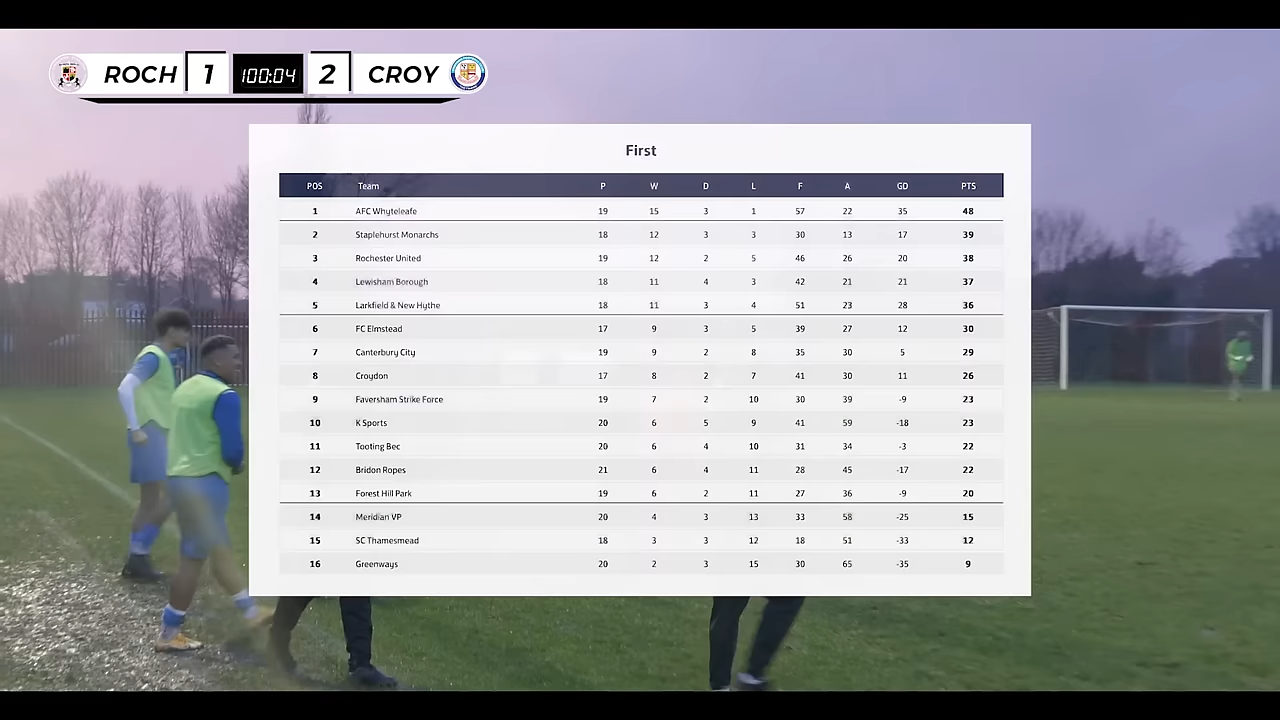 ROCH 1 100:04 2 CROY
First
POS Team P W D L F A GD PTS
1 AFC Whyteleafe 19 15 3 1 57 22 35 48
2 Staplehurst Monarchs 18 12 3 3 30 13 17 39
3 Rochester United 19 12 2 5 46 26 20 38
4 Lewisham Borough 18 11 4 3 42 21 21 37
5 Larkfield & New Hythe 18 11 3 4 51 23 28 36
6 FC Elmstead 17 9 3 5 39 27 12 30
7 Canterbury City 19 9 2 8 35 30 5 29
8 Croydon 17 8 2 7 41 30 11 26
9 Faversham Strike Force 19 7 2 10 30 39 -9 23
10 K Sports 20 6 5 9 41 59 -18 23
11 Tooting Bec 20 6 4 10 31 34 -3 22
12 Bridon Ropes 21 6 4 11 28 45 -17 22
13 Forest Hill Park 19 6 2 11 27 36 -9 20
14 Meridian VP 20 4 3 13 33 58 -25 15
15 SC Thamesmead 18 3 3 12 18 51 -33 12
16 Greenways 20 2 3 15 30 65 -35 9